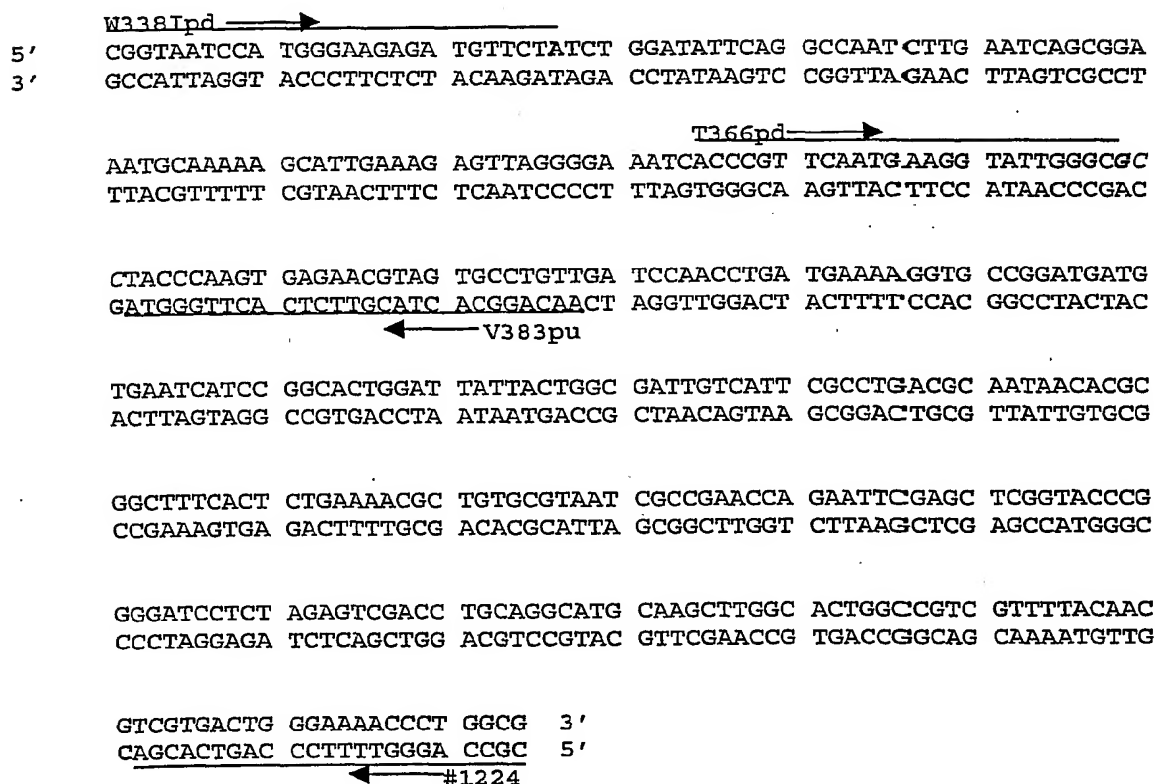 W338Ipd
5' CGGTAATCCA TGGGAAGAGA TGTTCTATCT GGATATTCAG GCCAATCTTG AATCAGCGGA
3' GCCATTAGGT ACCCTTCTCT ACAAGATAGA CCTATAAGTC CGGTTAGAAC TTAGTCGCCT
T366pd
AATGCAAAAA GCATTGAAAG AGTTAGGGGA AATCACCCGT TCAATGAAGG TATTGGGCGC
TTACGTTTTT CGTAACTTTC TCAATCCCCT TTAGTGGGCA AGTTACTTCC ATAACCCGAC
CTACCCAAGT GAGAACGTAG TGCCTGTTGA TCCAACCTGA TGAAAAGGTG CCGGATGATG
GATGGGTTCA CTCTTGCATC ACGGACAACT AGGTTGGACT ACTTTTCCAC GGCCTACTAC
V383pu
TGAATCATCC GGCACTGGAT TATTACTGGC GATTGTCATT CGCCTGACGC AATAACACGC
ACTTAGTAGG CCGTGACCTA ATAATGACCG CTAACAGTAA GCGGACTGCG TTATTGTGCG
GGCTTTCACT CTGAAAACGC TGTGCGTAAT CGCCGAACCA GAATTCGAGC TCGGTACCCG
CCGAAAGTGA GACTTTTGCG ACACGCATTA GCGGCTTGGT CTTAAGCTCG AGCCATGGGC
GGGATCCTCT AGAGTCGACC TGCAGGCATG CAAGCTTGGC ACTGGCCGTC GTTTTACAAC
CCCTAGGAGA TCTCAGCTGG ACGTCCGTAC GTTCGAACCG TGACCGGCAG CAAAATGTTG
GTCGTGACTG GGAAAACCCT GGCG 3'
CAGCACTGAC CCTTTTGGGA CCGC 5'
#1224